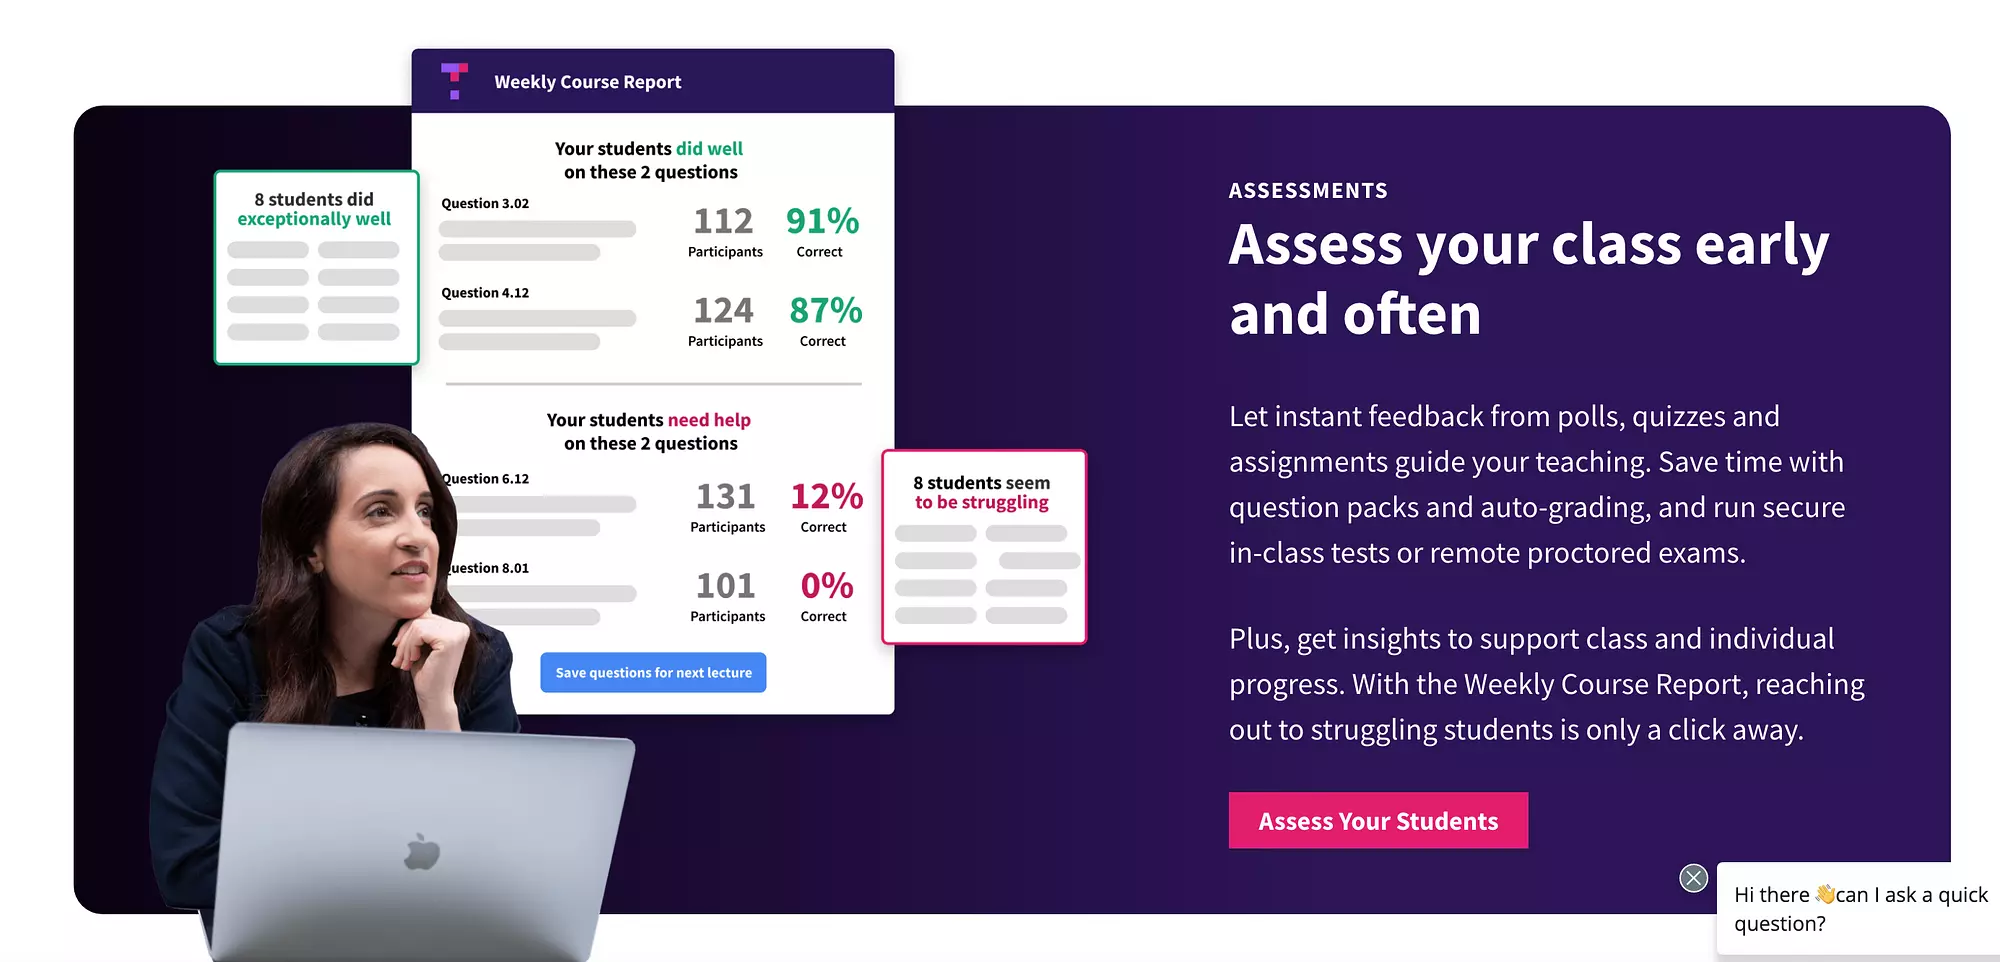 Weekly Course Report
Your students did well
on these 2 questions
Question 3.02
112
Participants
91%
Correct
Question 4.12
124
Participants
87%
Correct
8 students did
exceptionally well
Your students need help
on these 2 questions
Question 6.12
131
Participants
12%
Correct
uestion 8.01
101
Participants
0%
Correct
Save questions for next lecture
8 students seem
to be struggling
ASSESSMENTS
Assess your class early
and often
Let instant feedback from polls, quizzes and
assignments guide your teaching. Save time with
question packs and auto-grading, and run secure
in-class tests or remote proctored exams.
Plus, get insights to support class and individual
progress. With the Weekly Course Report, reaching
out to struggling students is only a click away.
Assess Your Students
Hi there 👋can I ask a quick
question?